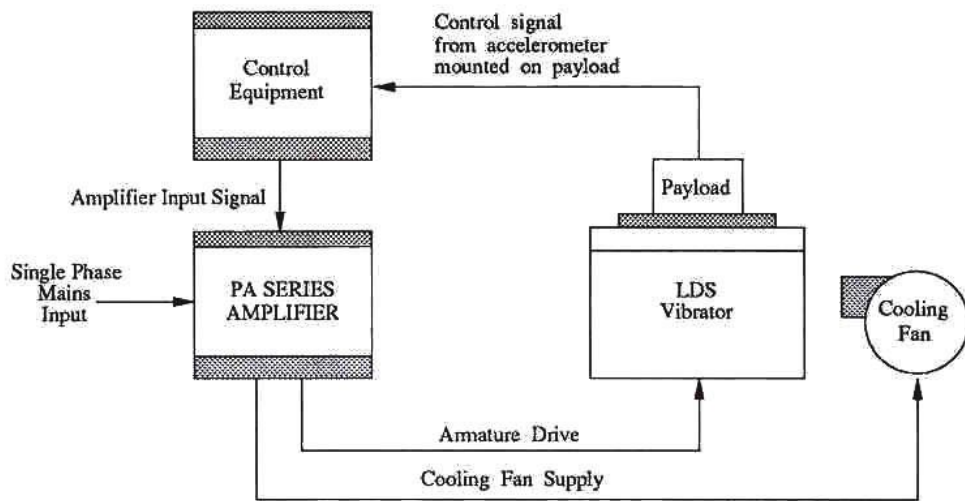 Control signal
from accelerometer
mounted on payload
Control
Equipment
Payload
Amplifier Input Signal
Single Phase
Mains
Input
PA SERIES
AMPLIFIER
LDS
Vibrator
Cooling
Fan
Armature Drive
Cooling Fan Supply